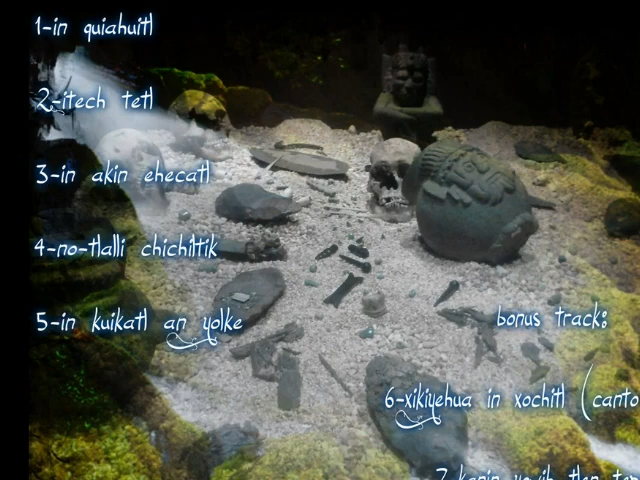 1-in quiahuitl
2-itech tetl
3-in akin ehecatl
4-no-tlalli chichiltik
5-in kuikatl an yolke
bonus track:
6-xikiyehua in xochitl (canto